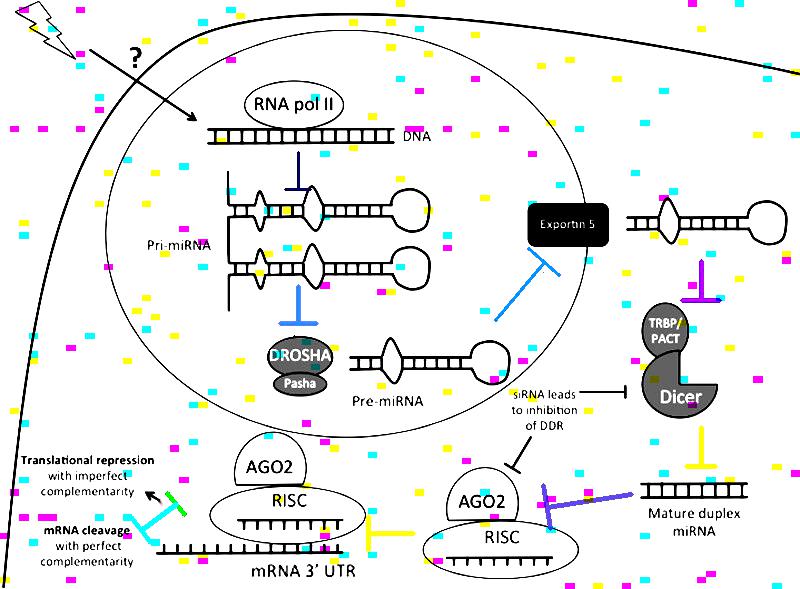 ?
RNA pol II
DNA
Pri-miRNA
Exportin 5
TRBP/
PACT
Dicer
DROSHA
Pasha
Pre-miRNA
siRNA leads
to inhibition
of DDR
Translational repression
with imperfect
complementarity
mRNA cleavage
with perfect
complementarity
AGO2
RISC
mRNA 3' UTR
AGO2
RISC
Mature duplex
miRNA